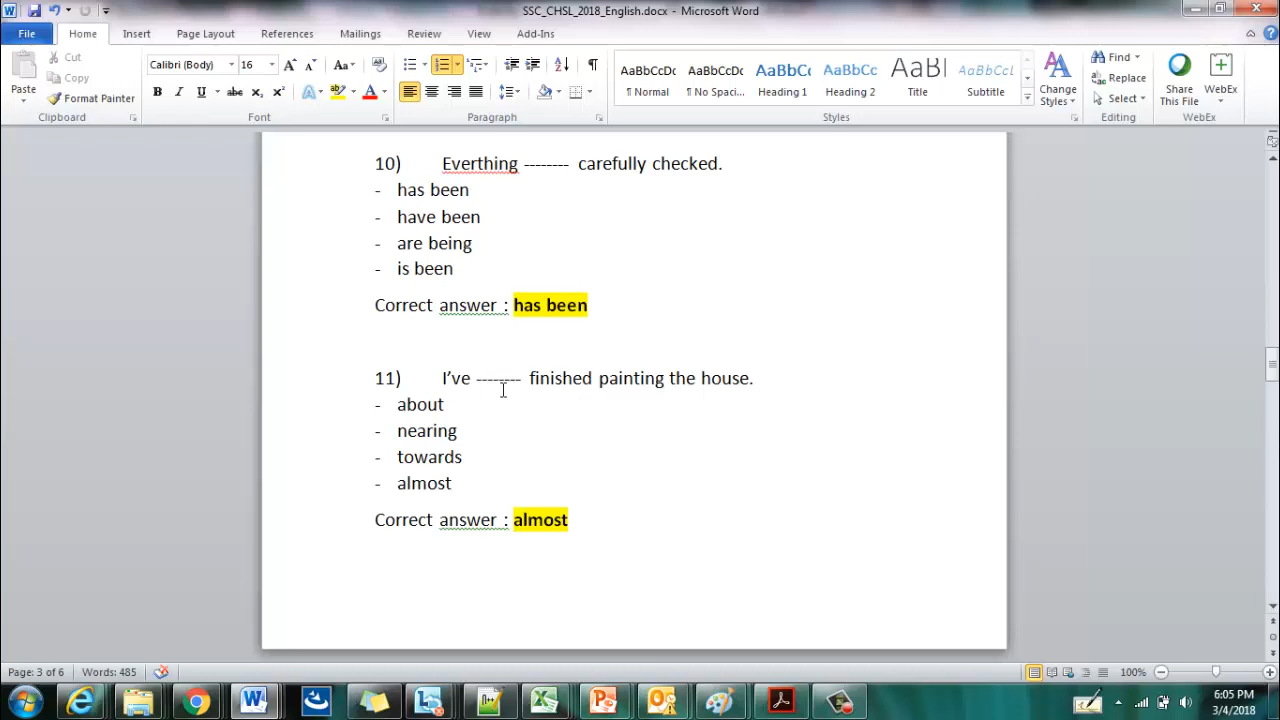 SSC_CHSL_2018_English.docx - Microsoft Word
File Home Insert Page Layout References Mailings Review View Add-Ins
Cut
Copy
Format Painter
Paste
Calibri (Body) 16
AaBbCcDc AaBbCcDc AaBbCc AaBbCc AaBl AaBbCcDc
¶ Normal ¶ No Spaci... Heading 1 Heading 2 Title Subtitle
Change Styles
Find
Replace
Select
Share This File
WebEx
Clipboard Font Paragraph Styles Editing WebEx
10) Everthing -------- carefully checked.
- has been
- have been
- are being
- is been
Correct answer : has been
11) I’ve -------- finished painting the house.
- about
- nearing
- towards
- almost
Correct answer : almost
Page: 3 of 6 Words: 485 100%
6:05 PM
3/4/2018